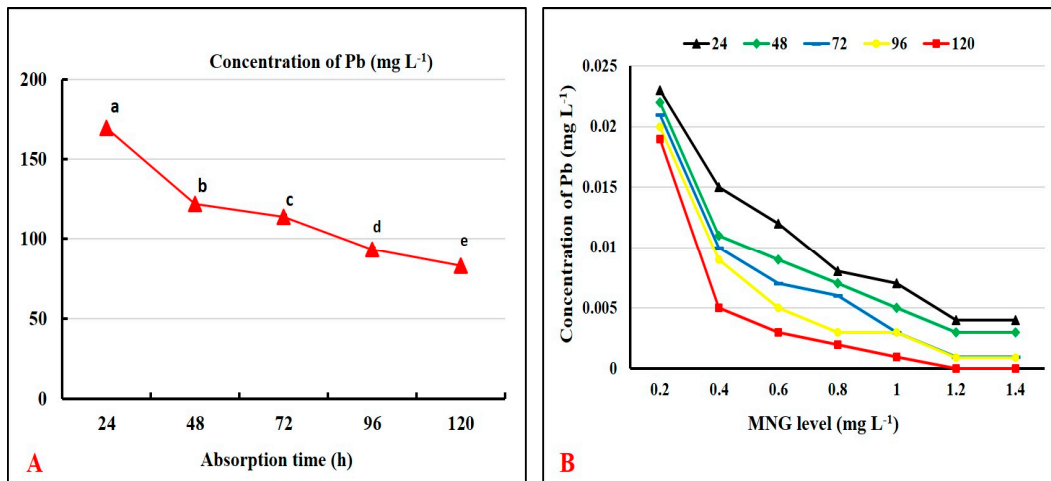 Concentration of Pb (mg L⁻¹)
200
150
100
50
0
a
b
c
d
e
24 48 72 96 120
Absorption time (h)
A
24 48 72 96 120
Concentration of Pb (mg L⁻¹)
0.025
0.02
0.015
0.01
0.005
0
0.2 0.4 0.6 0.8 1 1.2 1.4
MNG level (mg L⁻¹)
B